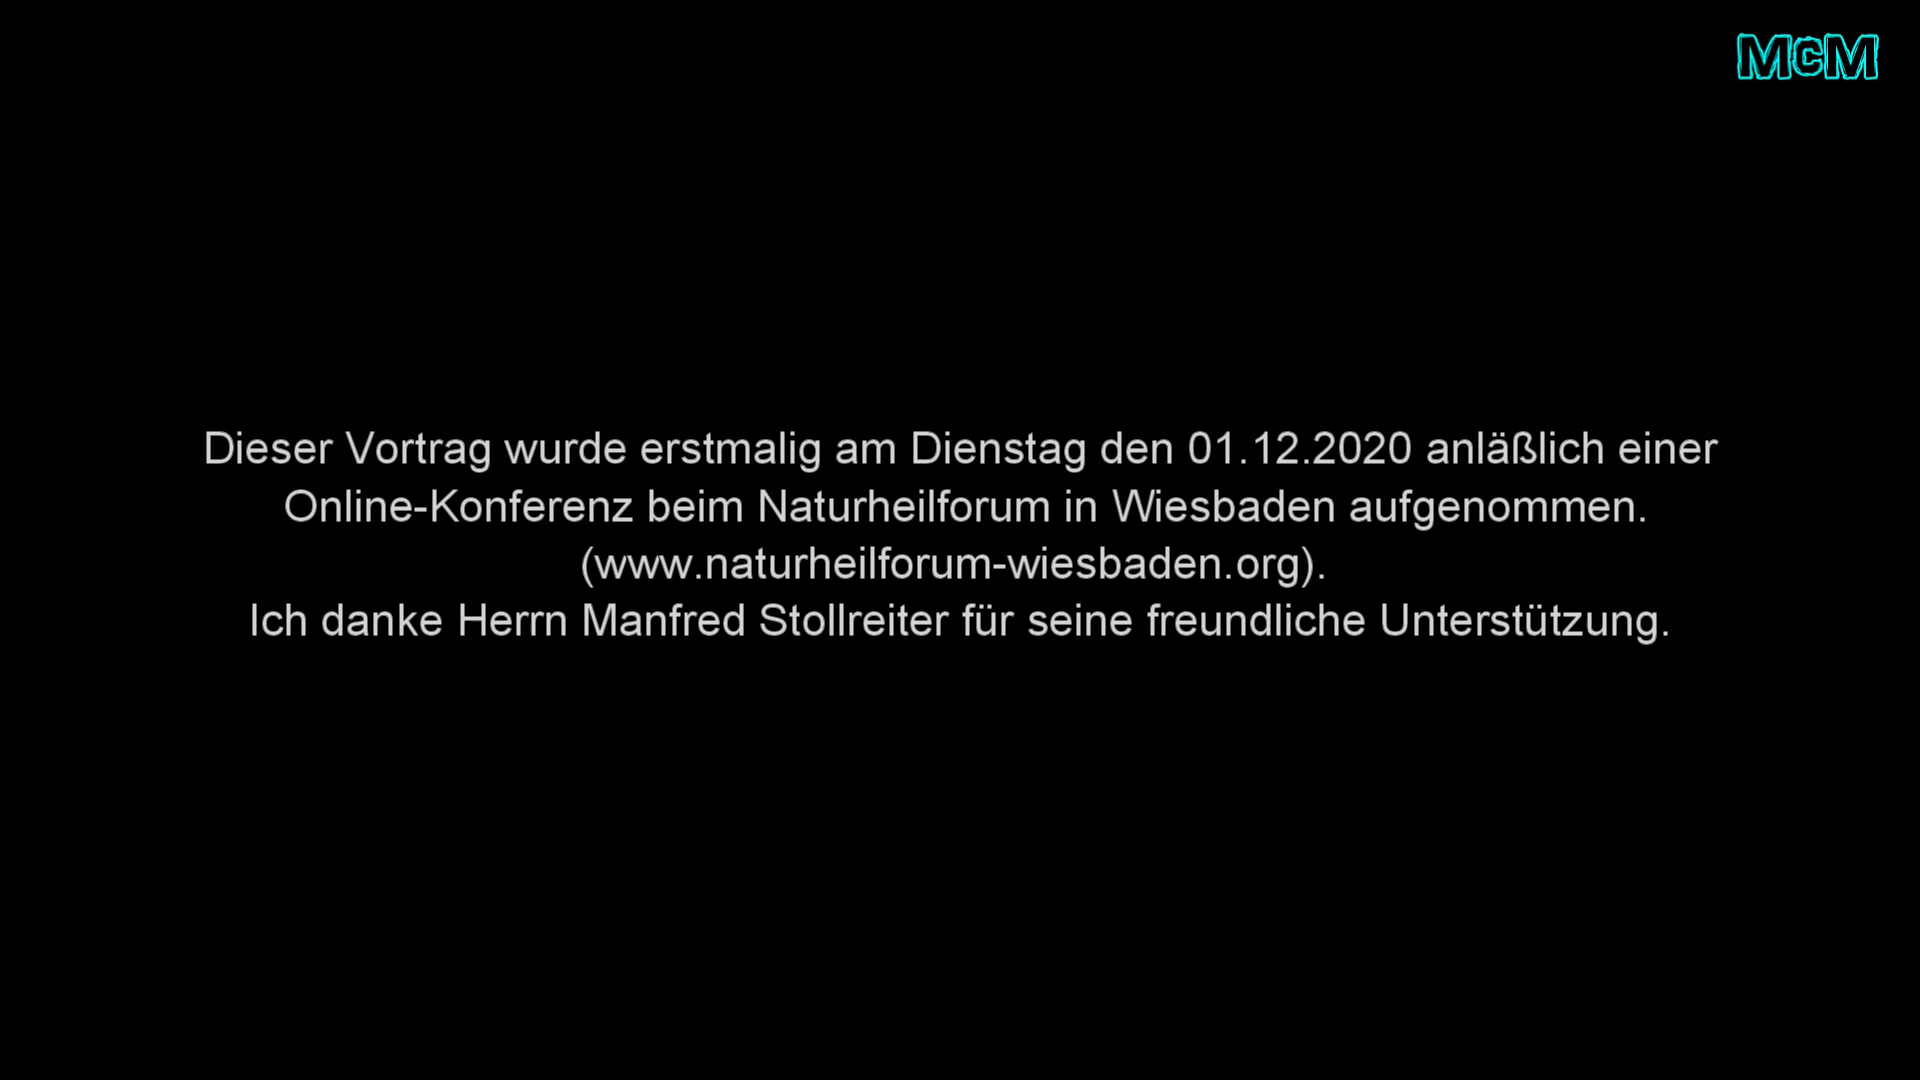 McM
Dieser Vortrag wurde erstmalig am Dienstag den 01.12.2020 anläßlich einer
Online-Konferenz beim Naturheilforum in Wiesbaden aufgenommen.
(www.naturheilforum-wiesbaden.org).
Ich danke Herrn Manfred Stollreiter für seine freundliche Unterstützung.